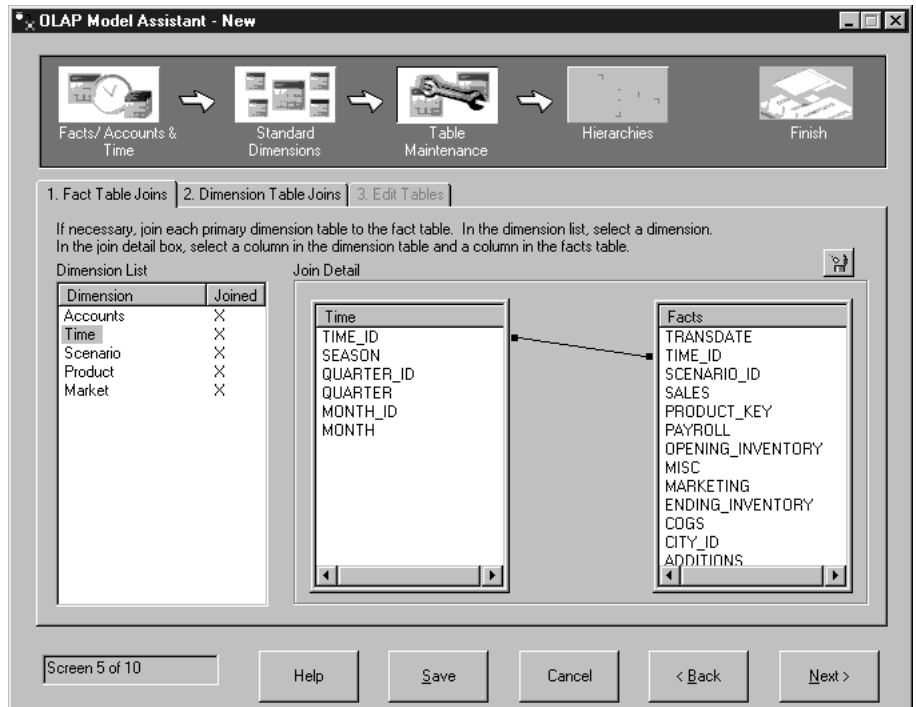 OLAP Model Assistant - New
Facts/ Accounts &
Time
Standard
Dimensions
Table
Maintenance
Hierarchies
Finish
1. Fact Table Joins
2. Dimension Table Joins
3. Edit Tables
If necessary, join each primary dimension table to the fact table. In the dimension list, select a dimension.
In the join detail box, select a column in the dimension table and a column in the facts table.
Dimension List
Dimension Joined
Accounts X
Time X
Scenario X
Product X
Market X
Join Detail
Time
TIME_ID
SEASON
QUARTER_ID
QUARTER
MONTH_ID
MONTH
Facts
TRANSDATE
TIME_ID
SCENARIO_ID
SALES
PRODUCT_KEY
PAYROLL
OPENING_INVENTORY
MISC
MARKETING
ENDING_INVENTORY
COGS
CITY_ID
ADDITIONS
Screen 5 of 10
Help
Save
Cancel
< Back
Next >